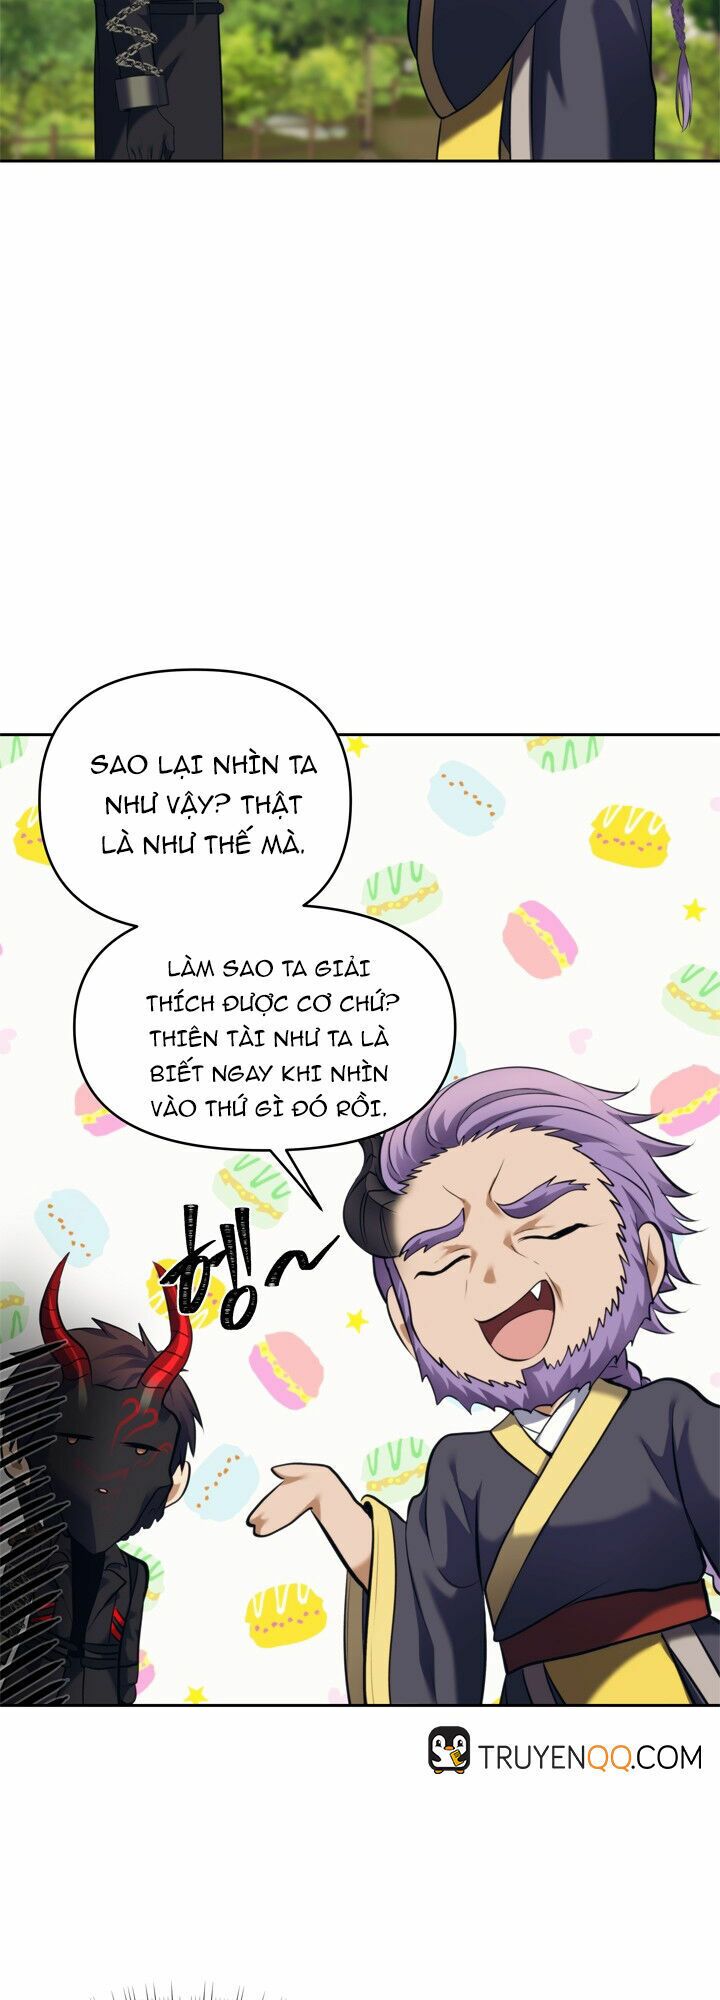 SAO LẠI NHÌN TA
NHƯ VẬY? THẬT
LÀ NHƯ THẾ MÀ.
LÀM SAO TA GIẢI
THÍCH ĐƯỢC CƠ CHỨ?
THIÊN TÀI NHƯ TA LÀ
BIẾT NGAY KHI NHÌN
VÀO THỨ GÌ ĐÓ RỒI.
힝~
TRUYENQQ.COM